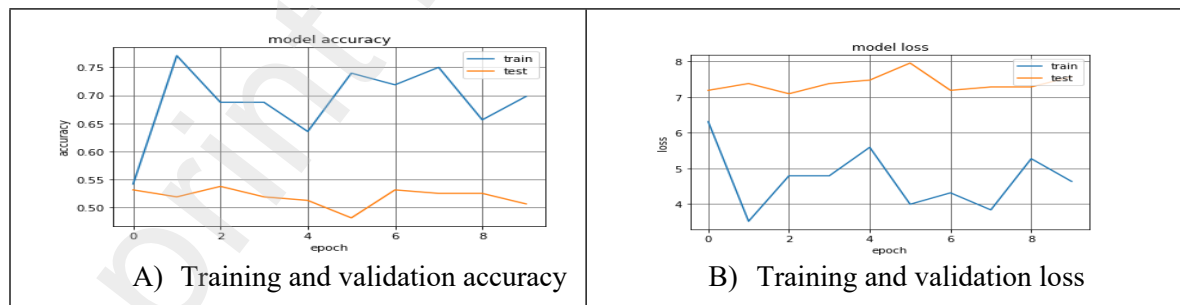 model accuracy
train
test
0.75
0.70
0.65
0.60
0.55
0.50
accuracy
0 2 4 6 8
epoch
A) Training and validation accuracy
model loss
train
test
8
7
6
5
4
loss
0 2 4 6 8
epoch
B) Training and validation loss
print